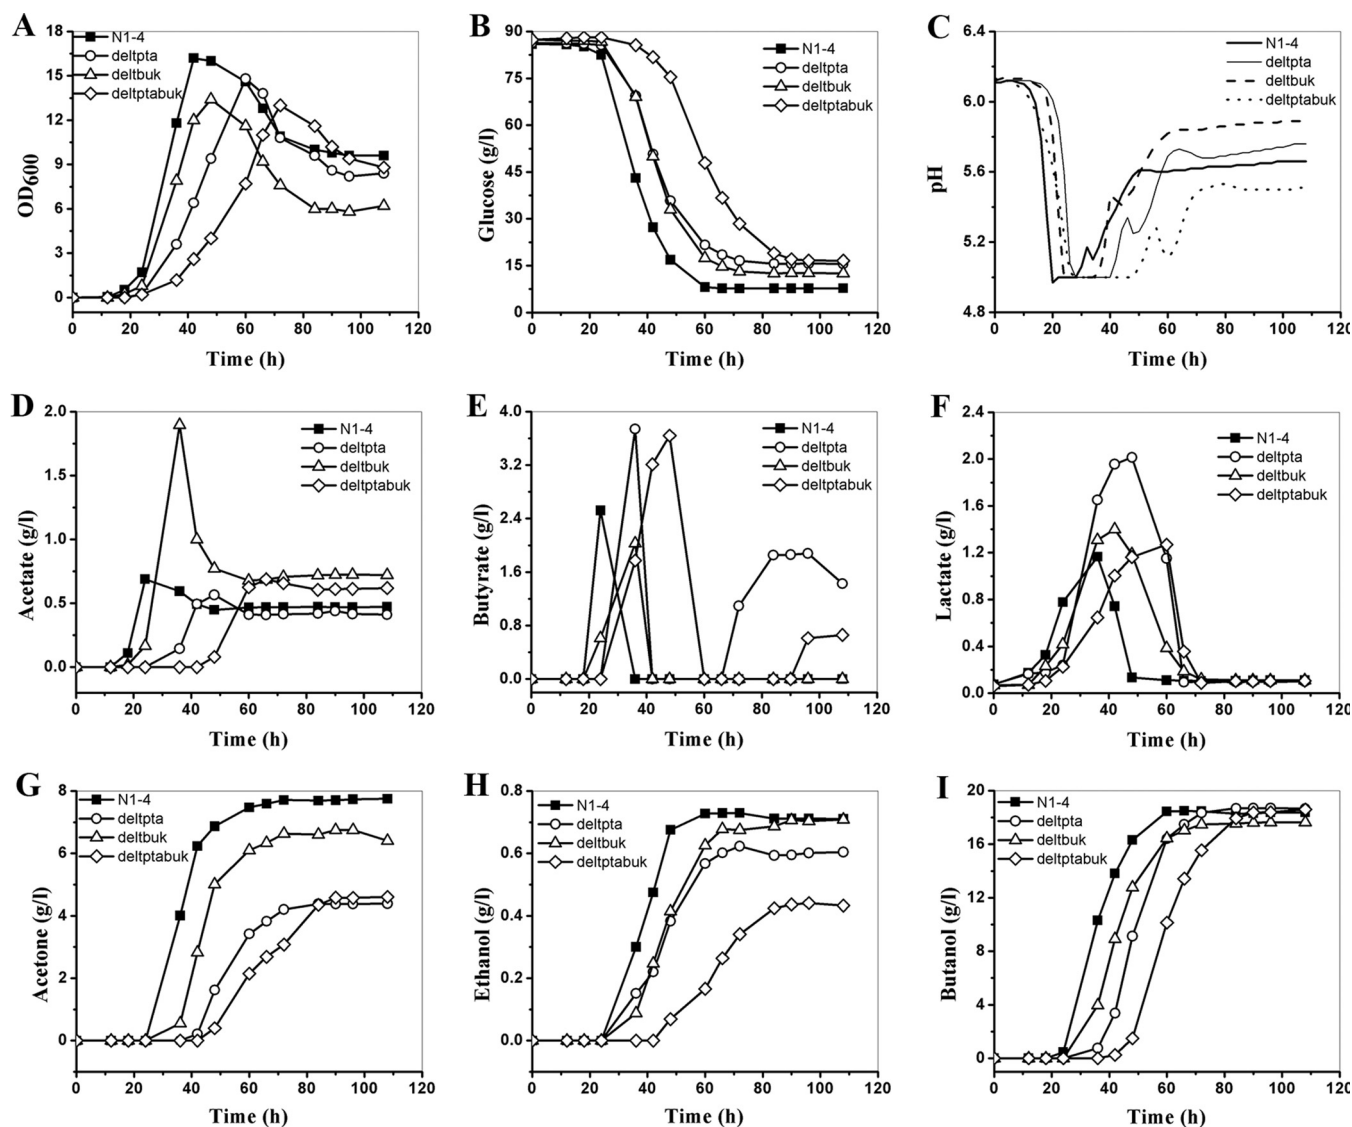 A
OD600
18
15
12
9
6
3
0
N1-4
deltpta
deltbuk
deltptabuk
0 20 40 60 80 100 120
Time (h)
B
Glucose (g/l)
90
75
60
45
30
15
0
N1-4
deltpta
deltbuk
deltptabuk
0 20 40 60 80 100 120
Time (h)
C
pH
6.4
6.0
5.6
5.2
4.8
N1-4
deltpta
deltbuk
deltptabuk
0 20 40 60 80 100 120
Time (h)
D
Acetate (g/l)
2.0
1.5
1.0
0.5
0.0
N1-4
deltpta
deltbuk
deltptabuk
0 20 40 60 80 100 120
Time (h)
E
Butyrate (g/l)
4.0
3.2
2.4
1.6
0.8
0.0
N1-4
deltpta
deltbuk
deltptabuk
0 20 40 60 80 100 120
Time (h)
F
Lactate (g/l)
2.4
2.0
1.6
1.2
0.8
0.4
0.0
N1-4
deltpta
deltbuk
deltptabuk
0 20 40 60 80 100 120
Time (h)
G
Acetone (g/l)
8
6
4
2
0
N1-4
deltpta
deltbuk
deltptabuk
0 20 40 60 80 100 120
Time (h)
H
Ethanol (g/l)
0.8
0.6
0.4
0.2
0.0
N1-4
deltpta
deltbuk
deltptabuk
0 20 40 60 80 100 120
Time (h)
I
Butanol (g/l)
20
16
12
8
4
0
N1-4
deltpta
deltbuk
deltptabuk
0 20 40 60 80 100 120
Time (h)